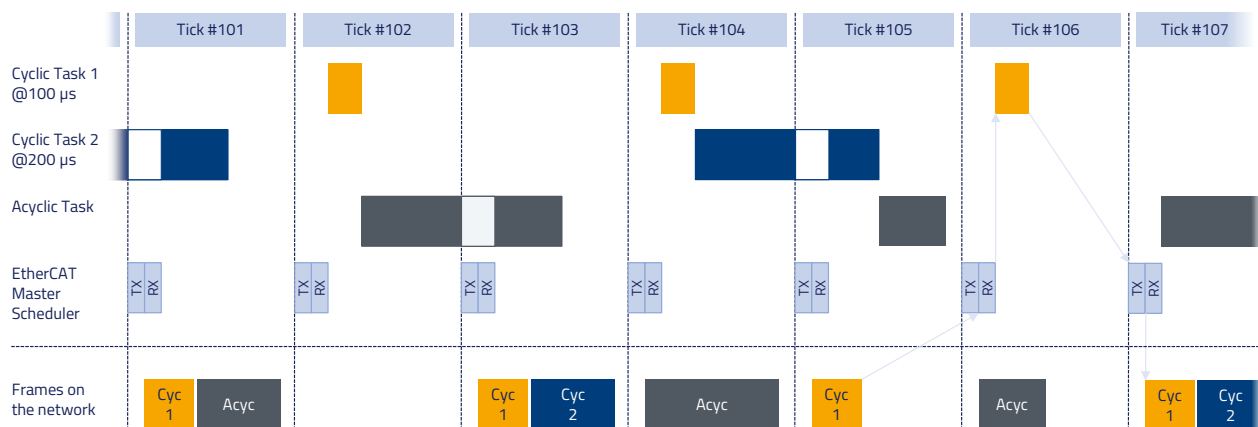 Tick #101 Tick #102 Tick #103 Tick #104 Tick #105 Tick #106 Tick #107
Cyclic Task 1
@100 µs
Cyclic Task 2
@200 µs
Acyclic Task
EtherCAT
Master
Scheduler
TX RX TX RX TX RX TX RX TX RX TX RX TX RX
Frames on
the network
Cyc
1
Acyc
Cyc
1
Cyc
2
Acyc
Cyc
1
Acyc
Cyc
1
Cyc
2